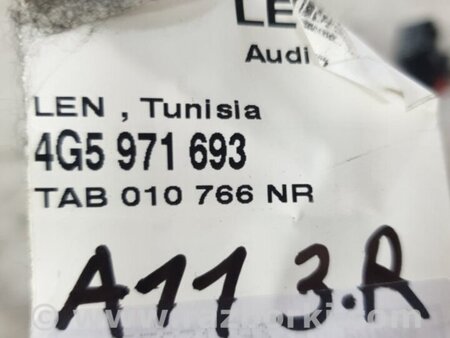 LE
Audi
LEN , Tunisia
4G5 971 693
TAB 010 766 NR
A11 3.R